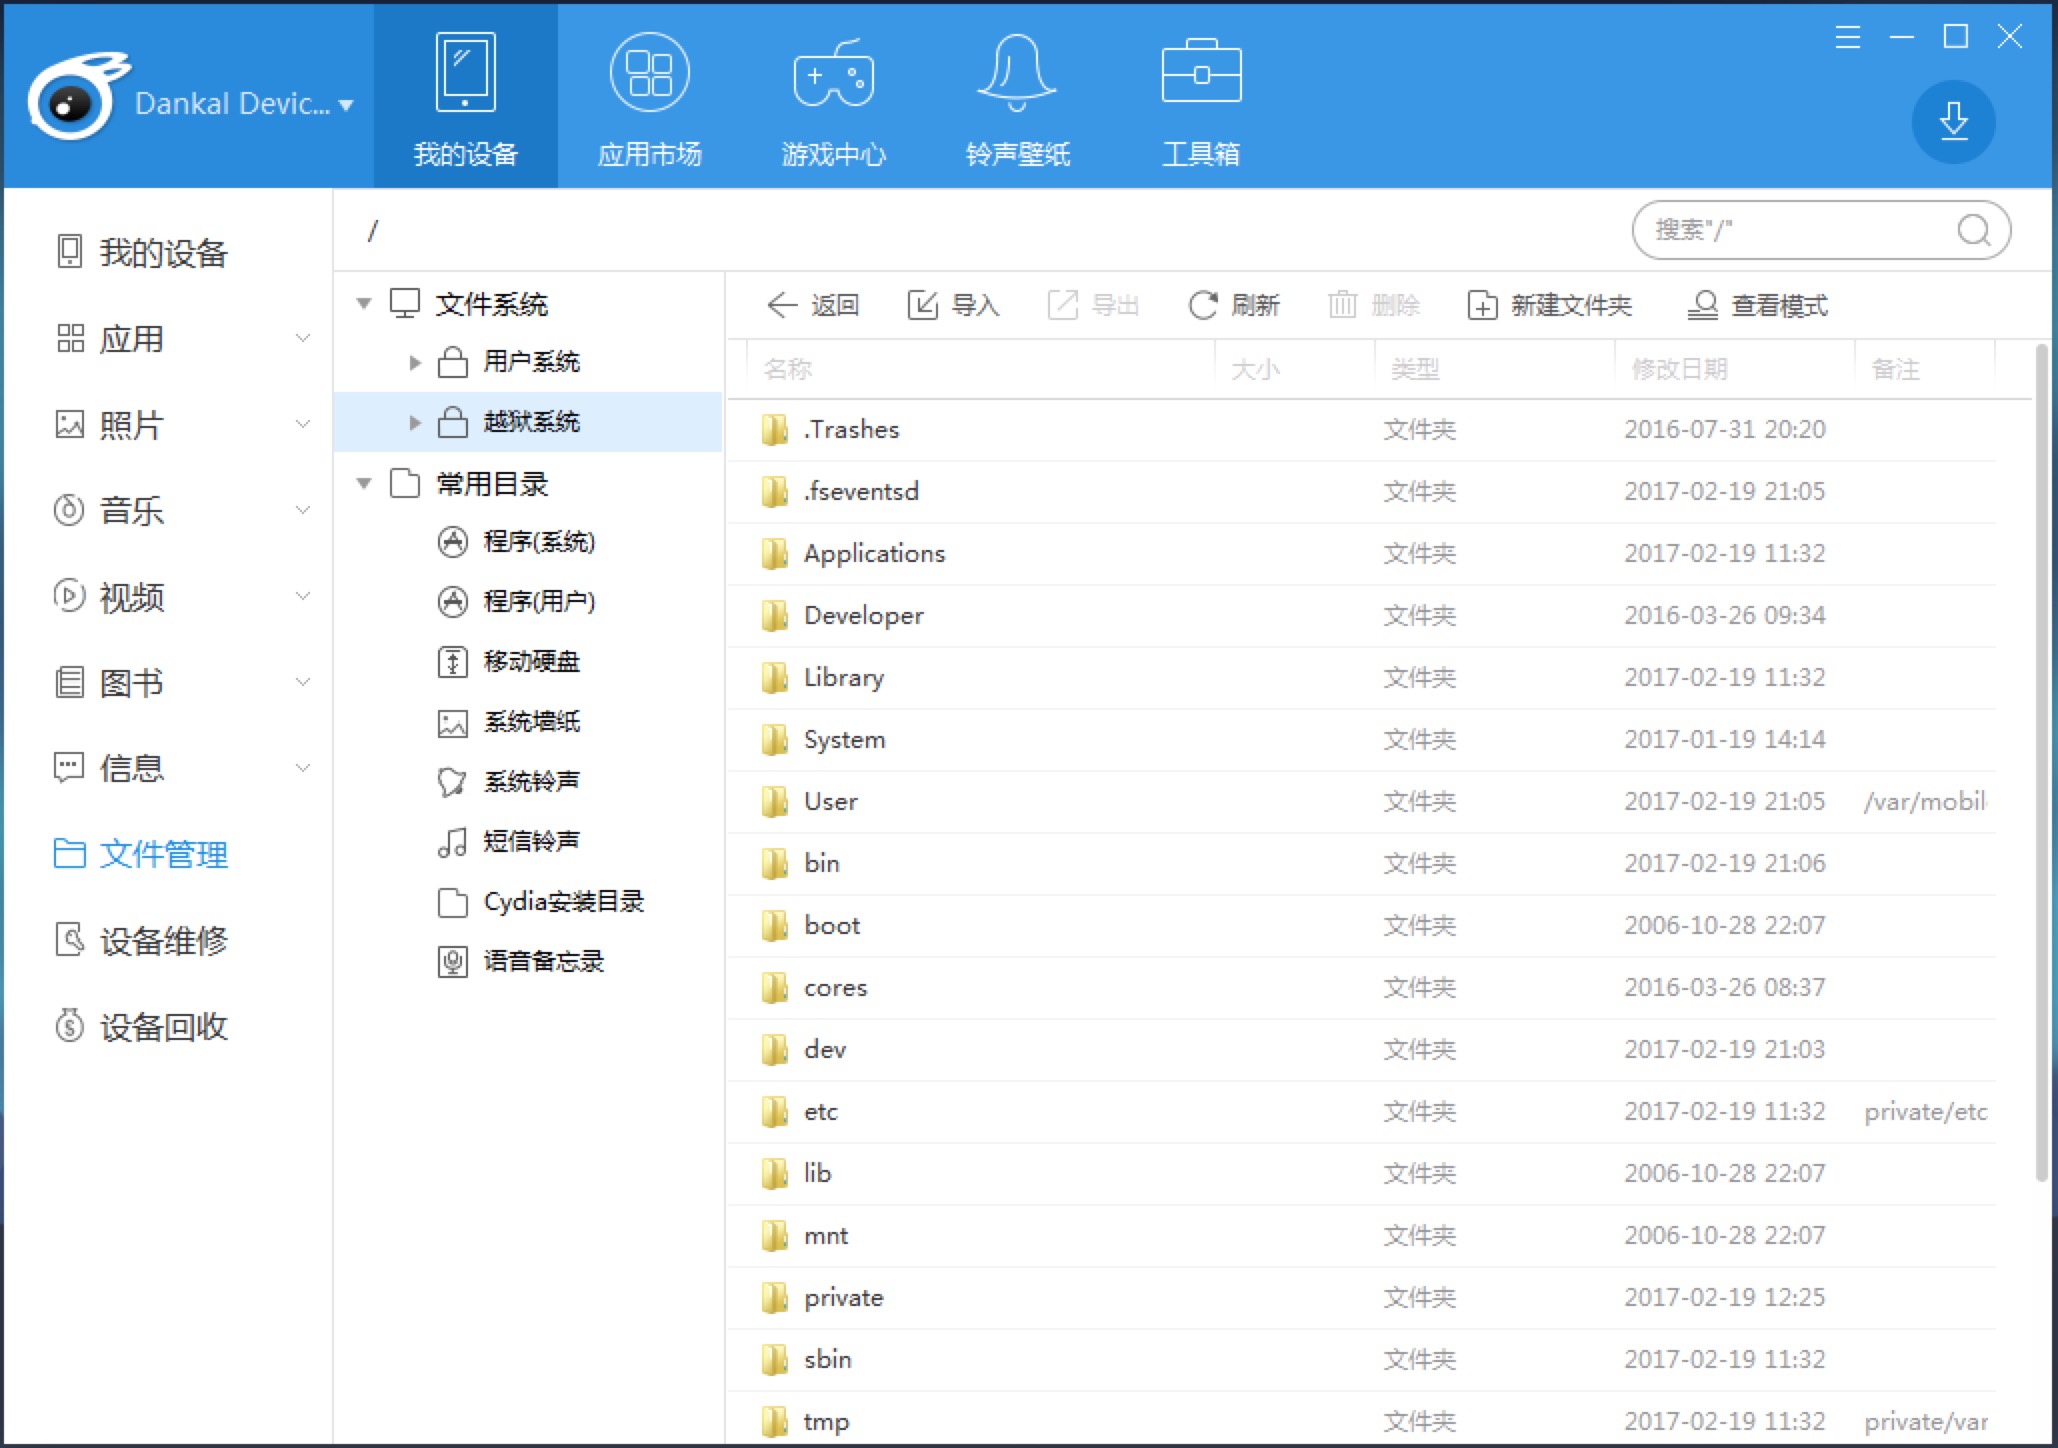 Dankal Devic...
我的设备
应用市场
游戏中心
铃声壁纸
工具箱
我的设备
应用
照片
音乐
视频
图书
信息
文件管理
设备维修
设备回收
/
搜索"/"
文件系统
用户系统
越狱系统
常用目录
程序(系统)
程序(用户)
移动硬盘
系统墙纸
系统铃声
短信铃声
Cydia安装目录
语音备忘录
返回 导入 导出 刷新 删除 新建文件夹 查看模式
名称 大小 类型 修改日期 备注
.Trashes 文件夹 2016-07-31 20:20
.fseventsd 文件夹 2017-02-19 21:05
Applications 文件夹 2017-02-19 11:32
Developer 文件夹 2016-03-26 09:34
Library 文件夹 2017-02-19 11:32
System 文件夹 2017-01-19 14:14
User 文件夹 2017-02-19 21:05 /var/mobil
bin 文件夹 2017-02-19 21:06
boot 文件夹 2006-10-28 22:07
cores 文件夹 2016-03-26 08:37
dev 文件夹 2017-02-19 21:03
etc 文件夹 2017-02-19 11:32 private/etc
lib 文件夹 2006-10-28 22:07
mnt 文件夹 2006-10-28 22:07
private 文件夹 2017-02-19 12:25
sbin 文件夹 2017-02-19 11:32
tmp 文件夹 2017-02-19 11:32 private/var